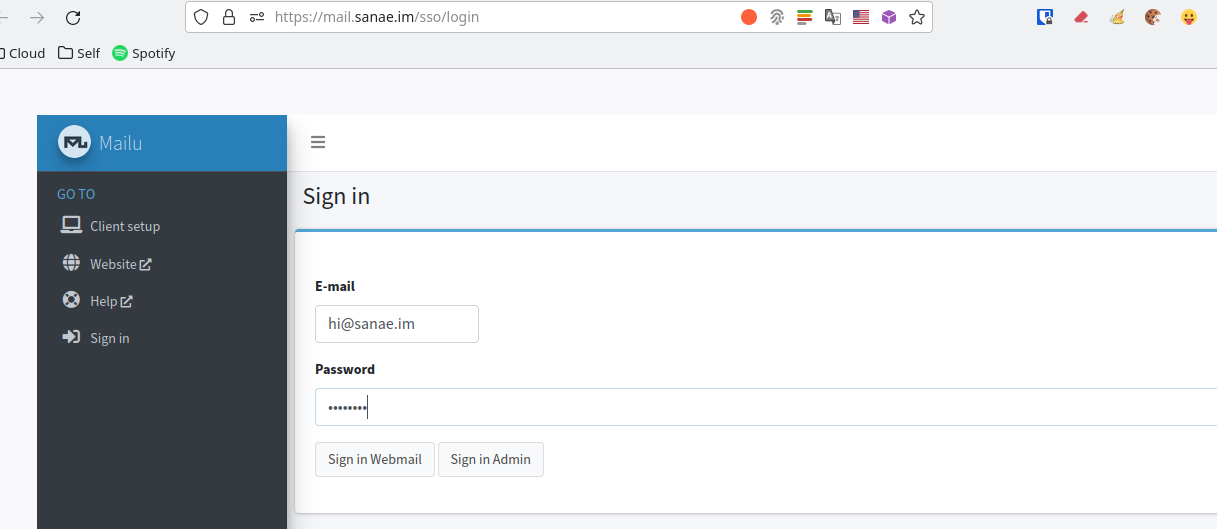 https://mail.sanae.im/sso/login
Cloud Self Spotify
Mailu
GO TO
Client setup
Website
Help
Sign in
Sign in
E-mail
hi@sanae.im
Password
••••••••
Sign in Webmail Sign in Admin